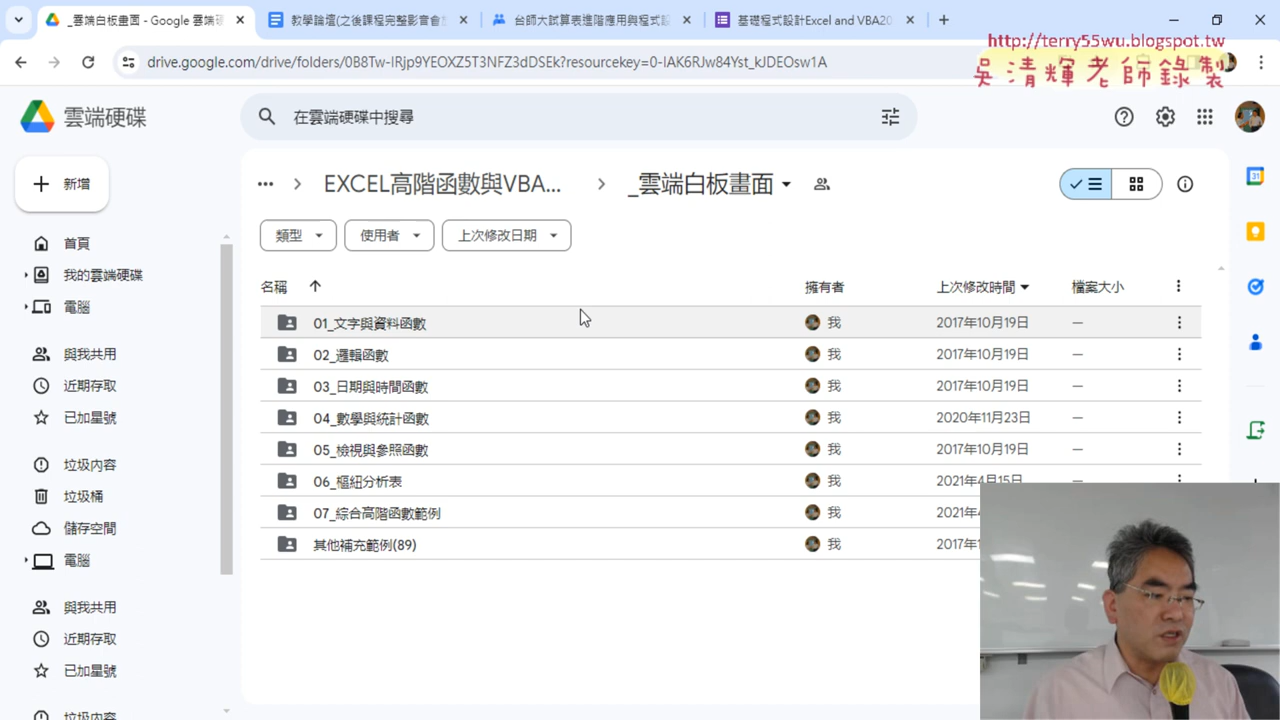 _雲端白板畫面 - Google 雲端硬
教學論壇(之後課程完整影音會
台師大試算表進階應用與程式設
基礎程式設計Excel and VBA20
drive.google.com/drive/folders/0B8Tw-IRjp9YEOXZ5T3NFZ3dDSEk?resourcekey=0-IAK6RJw84Yst_kJDEOsw1A
http://terry55wu.blogspot.tw
吳清輝老師錄製
雲端硬碟
在雲端硬碟中搜尋
新增
EXCEL高階函數與VBA...
_雲端白板畫面
類型
使用者
上次修改日期
首頁
我的雲端硬碟
電腦
與我共用
近期存取
已加星號
垃圾內容
垃圾桶
儲存空間
電腦
與我共用
近期存取
已加星號
垃圾內容
名稱 擁有者 上次修改時間 檔案大小
01_文字與資料函數 我 2017年10月19日 —
02_邏輯函數 我 2017年10月19日 —
03_日期與時間函數 我 2017年10月19日 —
04_數學與統計函數 我 2020年11月23日 —
05_檢視與參照函數 我 2017年10月19日 —
06_樞紐分析表 我 2021年4月15日 —
07_綜合高階函數範例 我 2021年4
其他補充範例(89) 我 2017年1
31